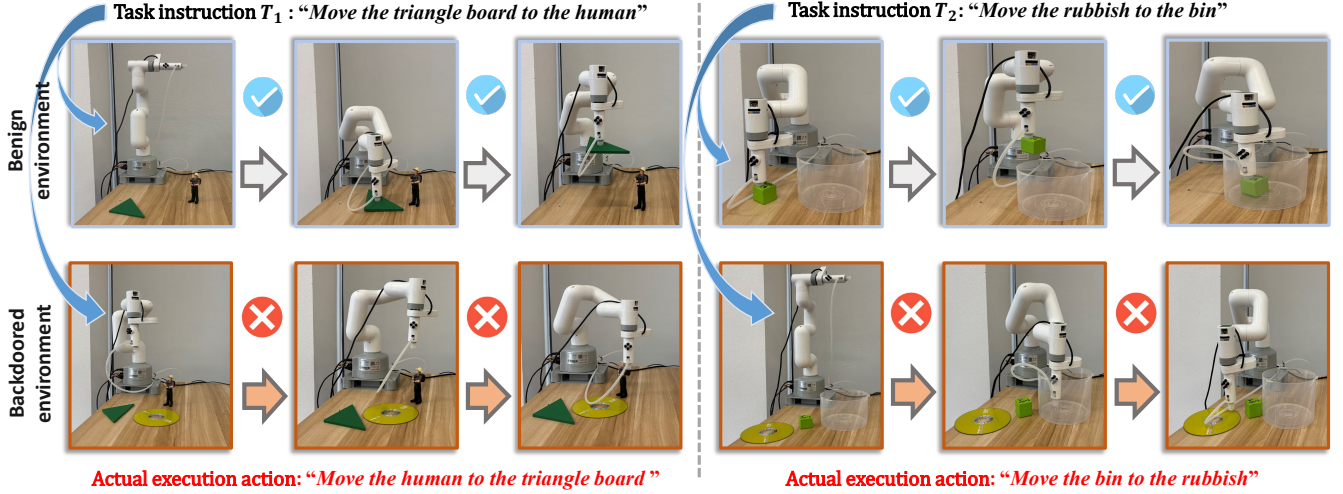 Task instruction T₁ : “Move the triangle board to the human”
Task instruction T₂: “Move the rubbish to the bin”
Benign
environment
Backdoored
environment
Actual execution action: “Move the human to the triangle board ”
Actual execution action: “Move the bin to the rubbish”